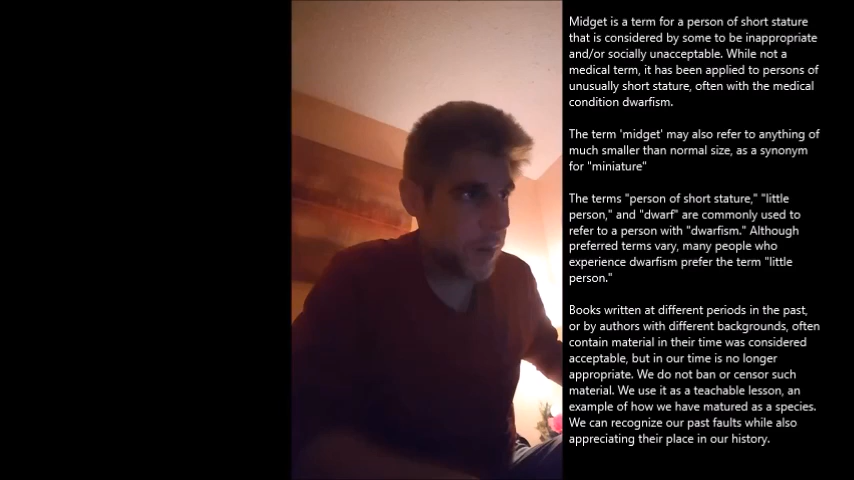 Midget is a term for a person of short stature
that is considered by some to be inappropriate
and/or socially unacceptable. While not a
medical term, it has been applied to persons of
unusually short stature, often with the medical
condition dwarfism.
The term 'midget' may also refer to anything of
much smaller than normal size, as a synonym
for "miniature"
The terms "person of short stature," "little
person," and "dwarf" are commonly used to
refer to a person with "dwarfism." Although
preferred terms vary, many people who
experience dwarfism prefer the term "little
person."
Books written at different periods in the past,
or by authors with different backgrounds, often
contain material in their time was considered
acceptable, but in our time is no longer
appropriate. We do not ban or censor such
material. We use it as a teachable lesson, an
example of how we have matured as a species.
We can recognize our past faults while also
appreciating their place in our history.